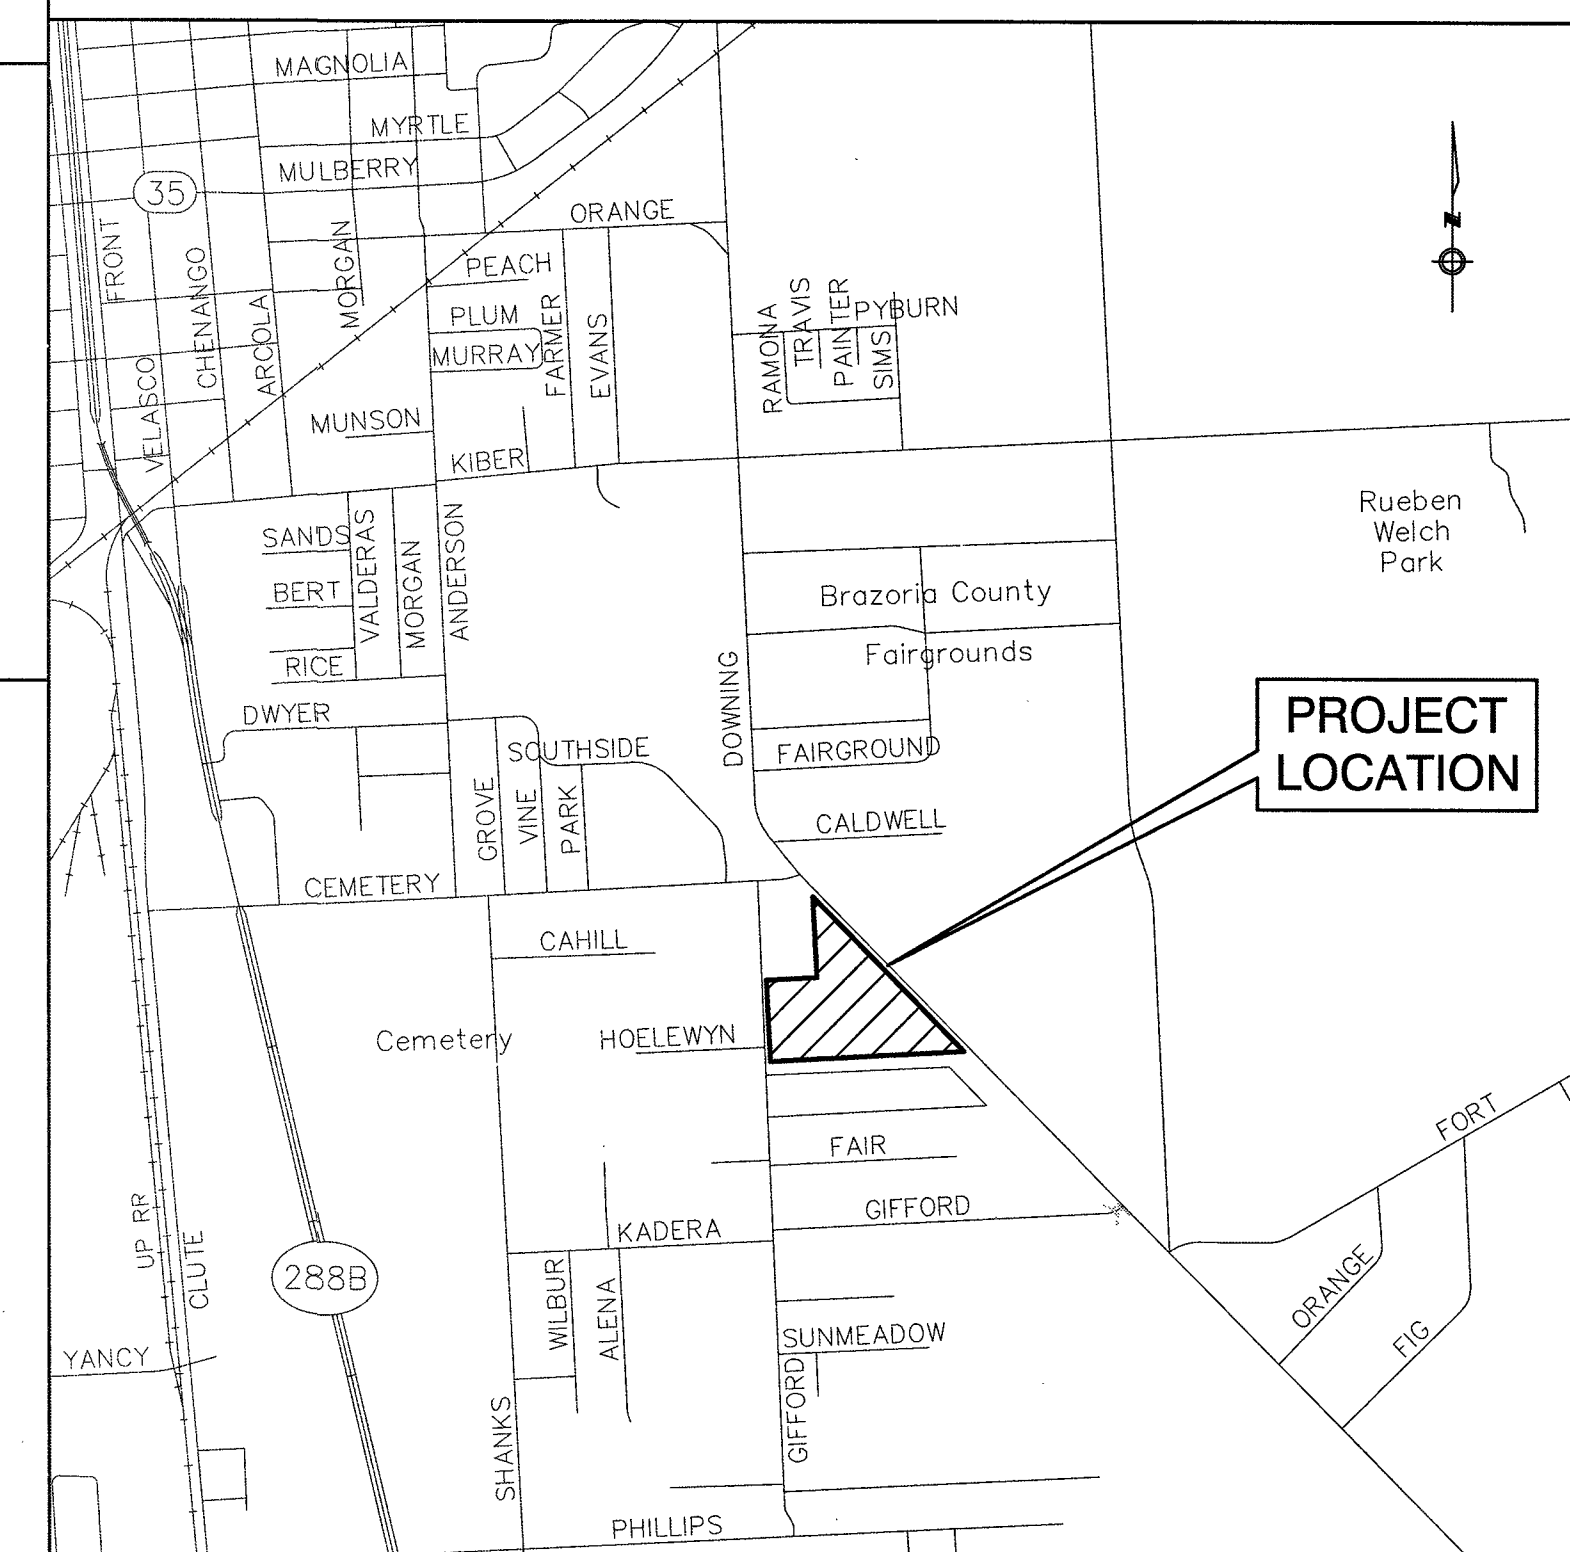 MAGNOLIA
MYRTLE
MULBERRY
35
ORANGE
FRONT
CHENANGO
MORGAN
ARCOLA
VELASCO
PEACH
PLUM
MURRAY
FARMER
EVANS
RAMONA
TRAVIS
PAINTER
SIMS
PYBURN
N
MUNSON
KIBER
SANDS
BERT
RICE
VALDERAS
MORGAN
ANDERSON
Rueben
Welch
Park
Brazoria County
Fairgrounds
DWYER
SOUTHSIDE
DOWNING
FAIRGROUND
PROJECT
LOCATION
GROVE
VINE
PARK
CALDWELL
CEMETERY
CAHILL
Cemetery
HOELEWYN
FAIR
FORT
UP RR
CLUTE
KADERA
GIFFORD
288B
WILBUR
ALENA
ORANGE
FIG
YANCY
SUNMEADOW
SHANKS
GIFFORD
PHILLIPS